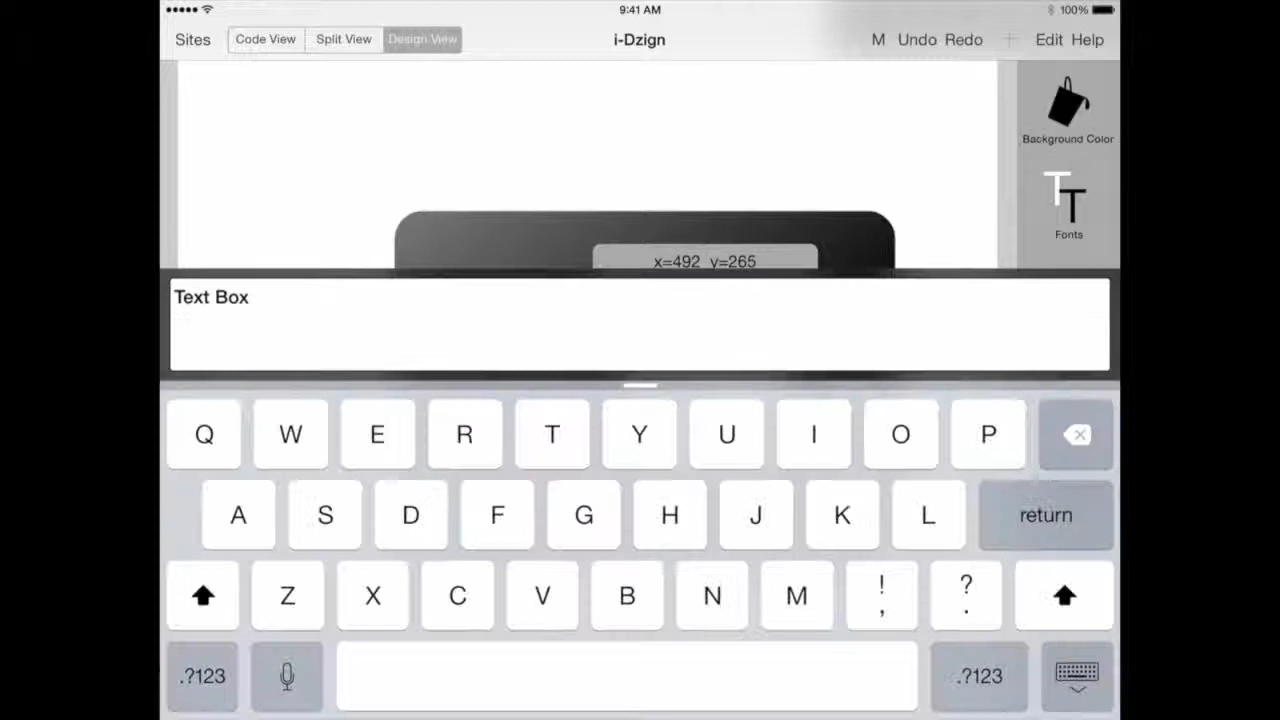 9:41 AM
100%
Sites Code View Split View Design View i-Dzign M Undo Redo + Edit Help
Background Color
T T
Fonts
x=492 y=265
Text Box
Q W E R T Y U I O P
A S D F G H J K L return
Z X C V B N M ! , ? .
.?123 .?123